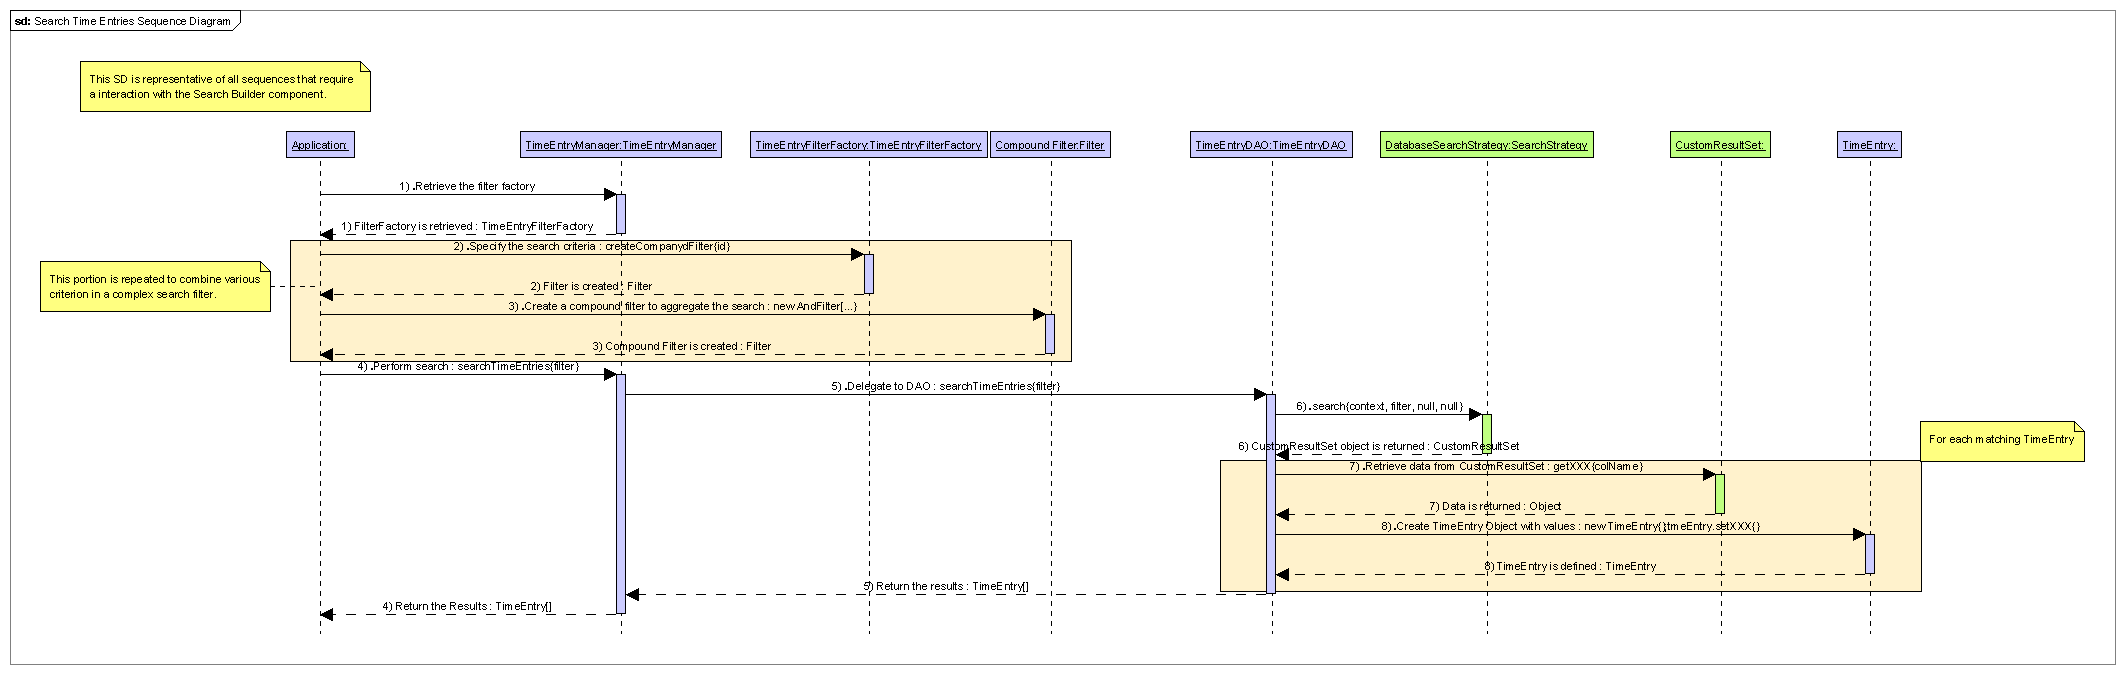 sd: Search Time Entries Sequence Diagram
This SD is representative of all sequences that require
a interaction with the Search Builder component.
Application:
TimeEntryManager:TimeEntryManager
TimeEntryFilterFactory:TimeEntryFilterFactory
Compound Filter:Filter
TimeEntryDAO:TimeEntryDAO
DatabaseSearchStrategy:SearchStrategy
CustomResultSet:
TimeEntry:
1) .Retrieve the filter factory
1) FilterFactory is retrieved : TimeEntryFilterFactory
2) .Specify the search criteria : createCompanydFilter{id}
This portion is repeated to combine various
criterion in a complex search filter.
2) Filter is created : Filter
3) .Create a compound filter to aggregate the search : new AndFilter{...}
3) Compound Filter is created : Filter
4) .Perform search : searchTimeEntries{filter}
5) .Delegate to DAO : searchTimeEntries{filter}
6) .search{context, filter, null, null}
6) CustomResultSet object is returned : CustomResultSet
For each matching TimeEntry
7) .Retrieve data from CustomResultSet : getXXX{colName}
7) Data is returned : Object
8) .Create TimeEntry Object with values : new TimeEntry{};tmeEntry.setXXX{}
8) TimeEntry is defined : TimeEntry
5) Return the results : TimeEntry[]
4) Return the Results : TimeEntry[]